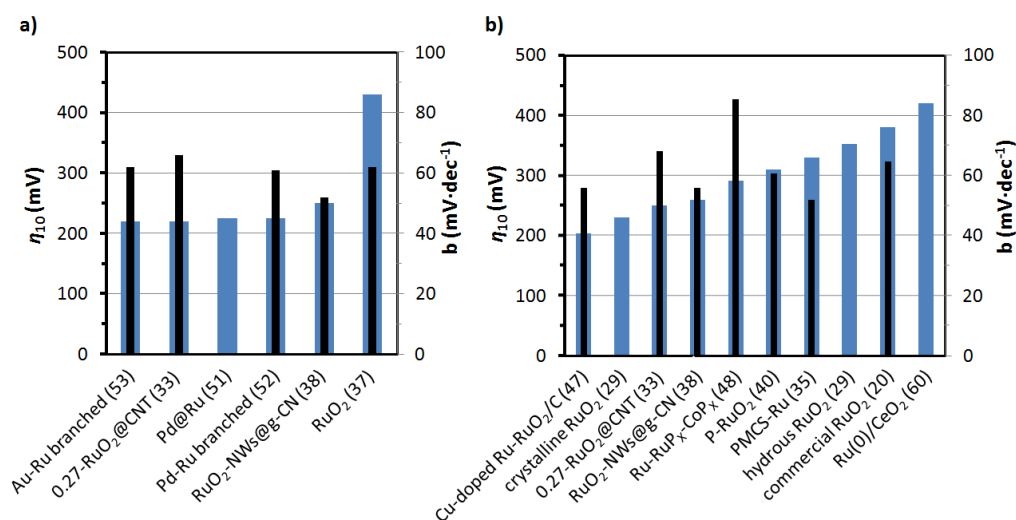 a)
500
400
300
200
100
0
η10 (mV)
100
80
60
40
20
0
b (mV·dec-1)
Au-Ru branched (53)
0.27-RuO2@CNT (33)
Pd@Ru (51)
Pd-Ru branched (52)
RuO2-NWs@g-CN (38)
RuO2 (37)
b)
500
400
300
200
100
0
η10 (mV)
100
80
60
40
20
0
b (mV·dec-1)
Cu-doped Ru-RuO2/C (47)
crystalline RuO2 (29)
0.27-RuO2@CNT (33)
RuO2-NWs@g-CN (38)
Ru-RuPX-CoPX (48)
P-RuO2 (40)
PMCS-Ru (35)
hydrous RuO2 (29)
commercial RuO2 (20)
Ru(0)/CeO2 (60)